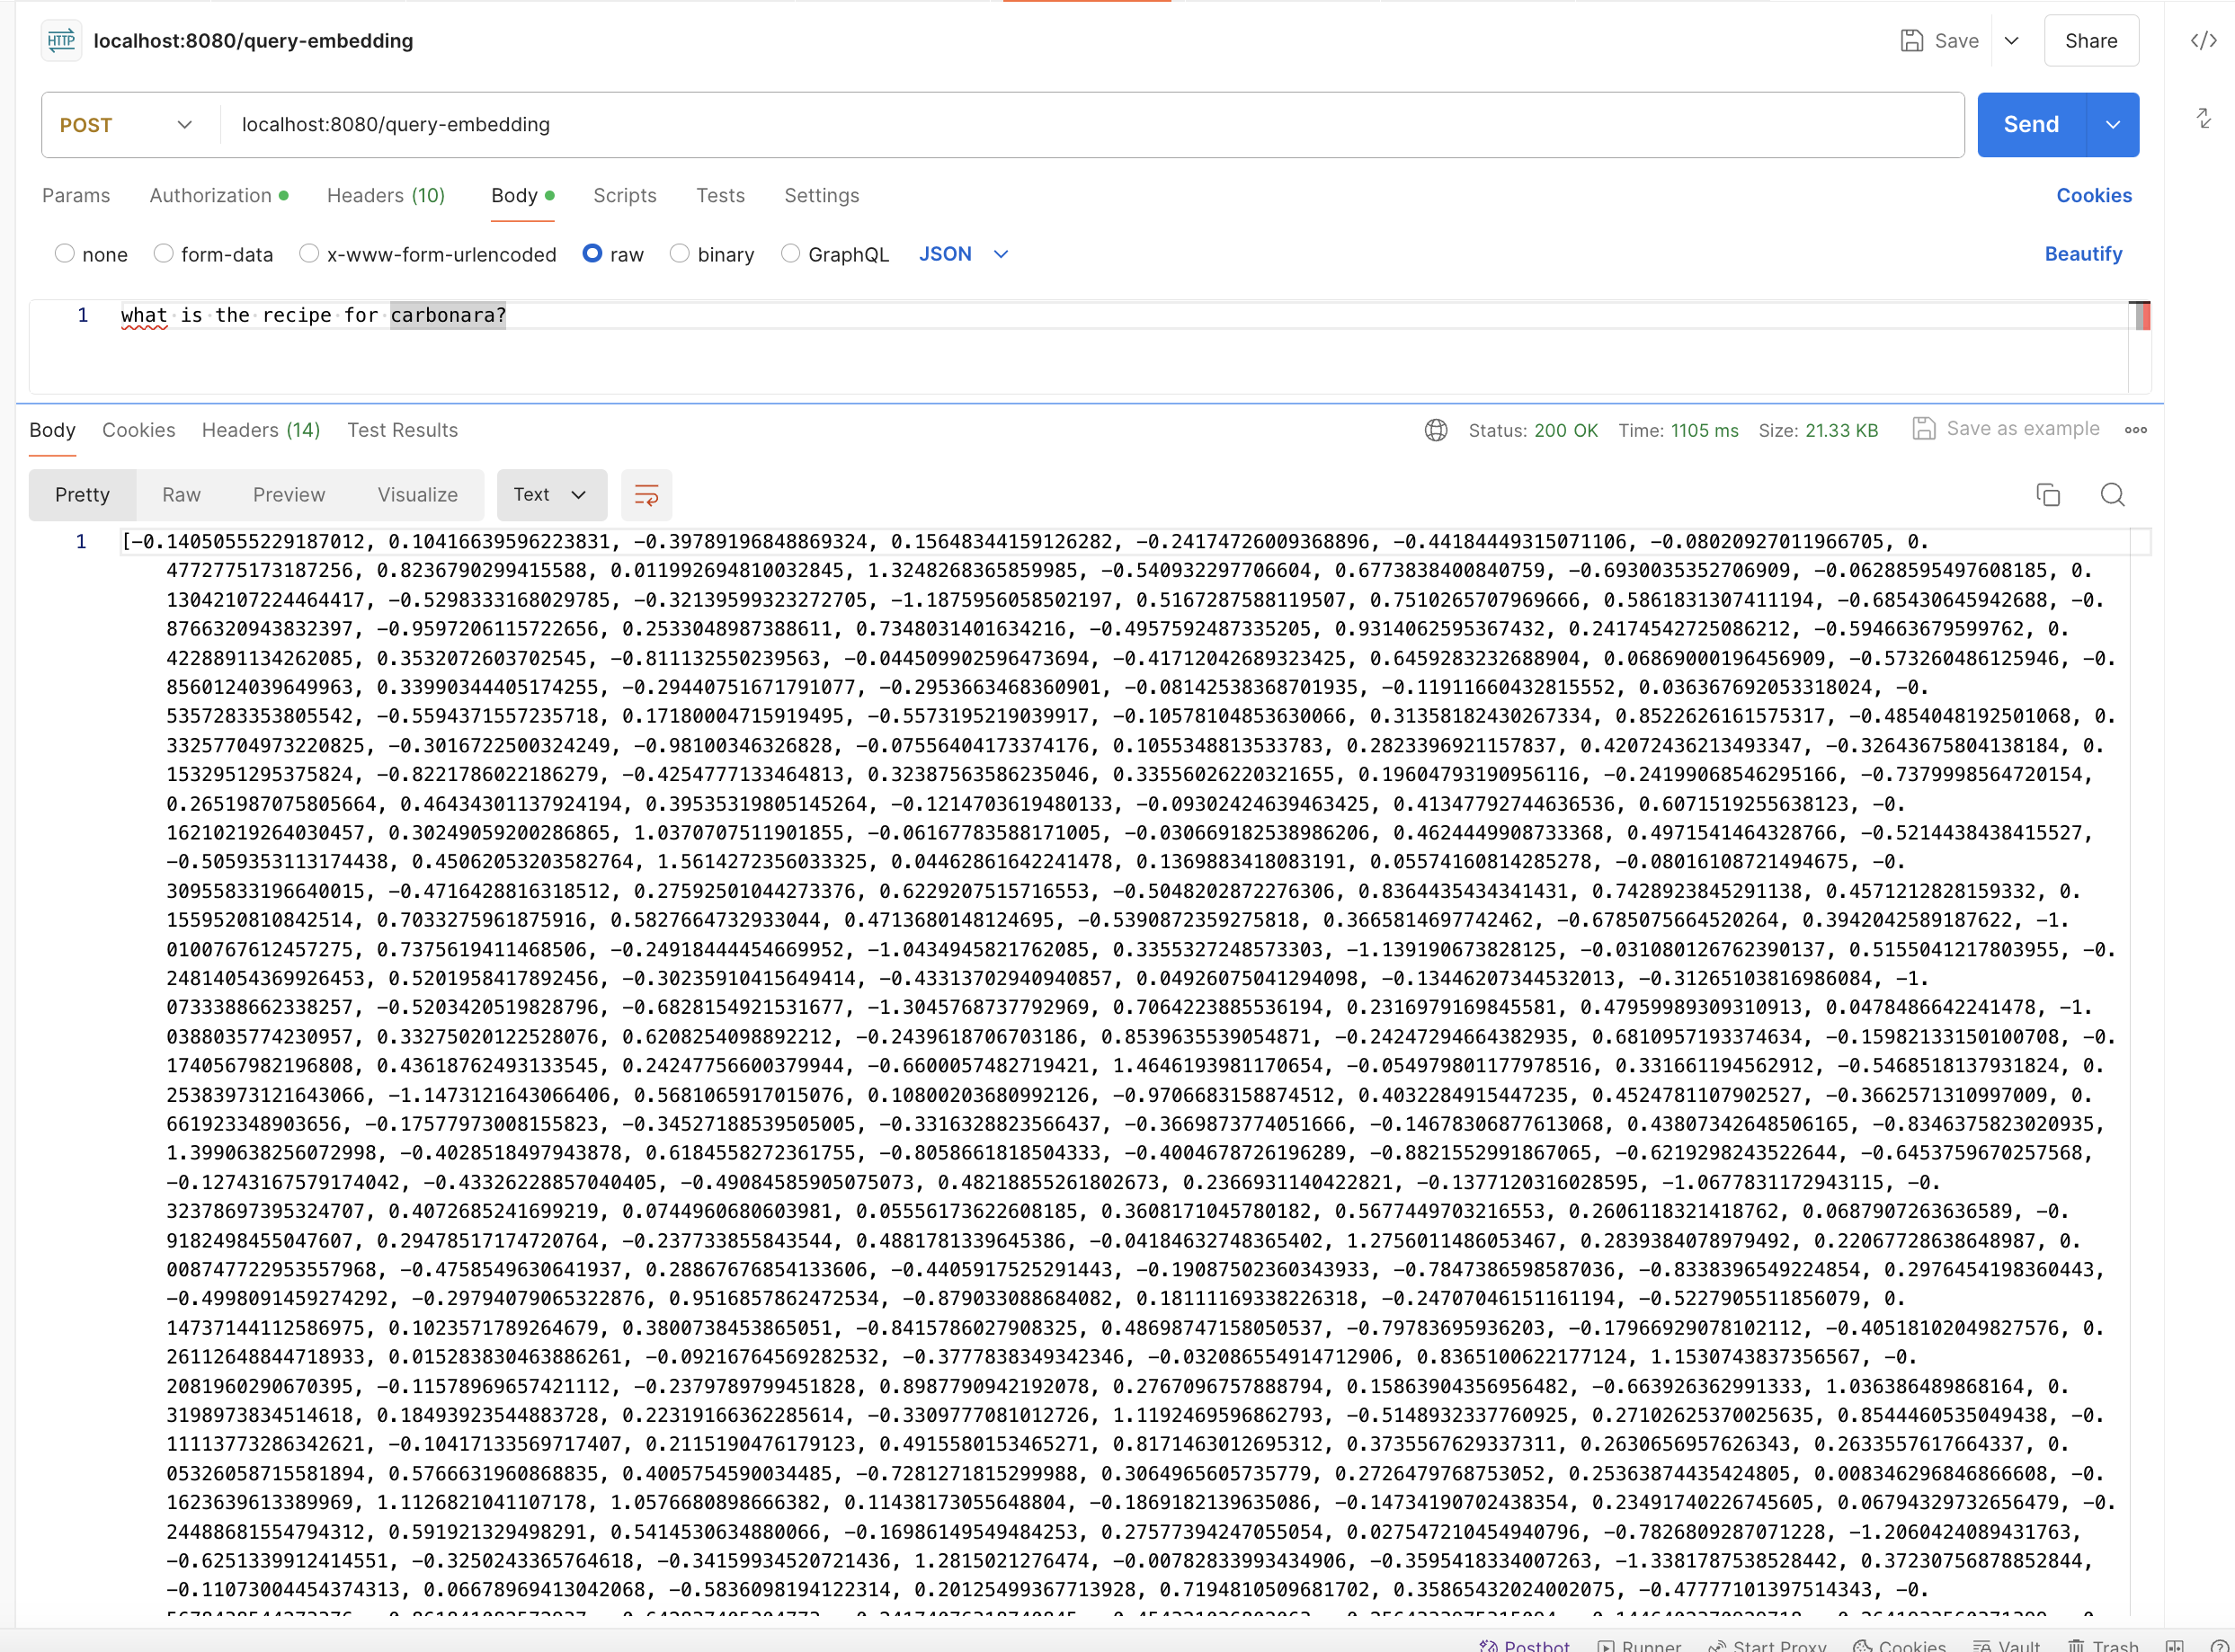 HTTP localhost:8080/query-embedding Save Share
POST localhost:8080/query-embedding Send
Params Authorization Headers (10) Body Scripts Tests Settings Cookies
none form-data x-www-form-urlencoded raw binary GraphQL JSON Beautify
1 what is the recipe for carbonara?
Body Cookies Headers (14) Test Results Status: 200 OK Time: 1105 ms Size: 21.33 KB Save as example
Pretty Raw Preview Visualize Text
1 [-0.14050555229187012, 0.10416639596223831, -0.39789196848869324, 0.15648344159126282, -0.24174726009368896, -0.44184449315071106, -0.08020927011966705, 0.
4772775173187256, 0.8236790299415588, 0.011992694810032845, 1.3248268365859985, -0.540932297706604, 0.6773838400840759, -0.6930035352706909, -0.06288595497608185, 0.
13042107224464417, -0.5298333168029785, -0.32139599323272705, -1.1875956058502197, 0.5167287588119507, 0.7510265707969666, 0.5861831307411194, -0.685430645942688, -0.
8766320943832397, -0.9597206115722656, 0.2533048987388611, 0.7348031401634216, -0.4957592487335205, 0.9314062595367432, 0.24174542725086212, -0.594663679599762, 0.
4228891134262085, 0.3532072603702545, -0.811132550239563, -0.044509902596473694, -0.41712042689323425, 0.6459283232688904, 0.06869000196456909, -0.573260486125946, -0.
8560124039649963, 0.33990344405174255, -0.29440751671791077, -0.2953663468360901, -0.08142538368701935, -0.11911660432815552, 0.036367692053318024, -0.
5357283353805542, -0.5594371557235718, 0.17180004715919495, -0.5573195219039917, -0.10578104853630066, 0.31358182430267334, 0.8522626161575317, -0.4854048192501068, 0.
33257704973220825, -0.3016722500324249, -0.98100346326828, -0.07556404173374176, 0.1055348813533783, 0.2823396921157837, 0.42072436213493347, -0.32643675804138184, 0.
1532951295375824, -0.8221786022186279, -0.4254777133464813, 0.32387563586235046, 0.33556026220321655, 0.19604793190956116, -0.24199068546295166, -0.7379998564720154,
0.2651987075805664, 0.46434301137924194, 0.39535319805145264, -0.1214703619480133, -0.09302424639463425, 0.41347792744636536, 0.6071519255638123, -0.
16210219264030457, 0.30249059200286865, 1.0370707511901855, -0.06167783588171005, -0.030669182538986206, 0.4624449908733368, 0.4971541464328766, -0.5214438438415527,
-0.5059353113174438, 0.45062053203582764, 1.5614272356033325, 0.04462861642241478, 0.1369883418083191, 0.05574160814285278, -0.08016108721494675, -0.
30955833196640015, -0.4716428816318512, 0.27592501044273376, 0.6229207515716553, -0.5048202872276306, 0.8364435434341431, 0.7428923845291138, 0.4571212828159332, 0.
1559520810842514, 0.7033275961875916, 0.5827664732933044, 0.4713680148124695, -0.5390872359275818, 0.3665814697742462, -0.6785075664520264, 0.3942042589187622, -1.
0100767612457275, 0.7375619411468506, -0.24918444454669952, -1.0434945821762085, 0.3355327248573303, -1.139190673828125, -0.031080126762390137, 0.5155041217803955, -0.
24814054369926453, 0.5201958417892456, -0.30235910415649414, -0.43313702940940857, 0.04926075041294098, -0.13446207344532013, -0.31265103816986084, -1.
0733388662338257, -0.5203420519828796, -0.6828154921531677, -1.3045768737792969, 0.7064223885536194, 0.2316979169845581, 0.47959989309310913, 0.0478486642241478, -1.
0388035774230957, 0.33275020122528076, 0.6208254098892212, -0.2439618706703186, 0.8539635539054871, -0.24247294664382935, 0.6810957193374634, -0.15982133150100708, -0.
1740567982196808, 0.43618762493133545, 0.24247756600379944, -0.6600057482719421, 1.4646193981170654, -0.054979801177978516, 0.331661194562912, -0.5468518137931824, 0.
25383973121643066, -1.1473121643066406, 0.5681065917015076, 0.10800203680992126, -0.9706683158874512, 0.4032284915447235, 0.4524781107902527, -0.3662571310997009, 0.
661923348903656, -0.17577973008155823, -0.34527188539505005, -0.3316328823566437, -0.3669873774051666, -0.14678306877613068, 0.43807342648506165, -0.8346375823020935,
1.3990638256072998, -0.4028518497943878, 0.6184558272361755, -0.8058661818504333, -0.4004678726196289, -0.8821552991867065, -0.6219298243522644, -0.6453759670257568,
-0.12743167579174042, -0.43326228857040405, -0.49084585905075073, 0.48218855261802673, 0.2366931140422821, -0.1377120316028595, -1.0677831172943115, -0.
32378697395324707, 0.4072685241699219, 0.0744960680603981, 0.05556173622608185, 0.3608171045780182, 0.5677449703216553, 0.2606118321418762, 0.0687907263636589, -0.
9182498455047607, 0.29478517174720764, -0.237733855843544, 0.4881781339645386, -0.04184632748365402, 1.2756011486053467, 0.2839384078979492, 0.22067728638648987, 0.
008747722953557968, -0.4758549630641937, 0.28867676854133606, -0.4405917525291443, -0.19087502360343933, -0.7847386598587036, -0.8338396549224854, 0.2976454198360443,
-0.4998091459274292, -0.29794079065322876, 0.9516857862472534, -0.879033088684082, 0.18111169338226318, -0.24707046151161194, -0.5227905511856079, 0.
14737144112586975, 0.1023571789264679, 0.3800738453865051, -0.8415786027908325, 0.48698747158050537, -0.79783695936203, -0.17966929078102112, -0.40518102049827576, 0.
26112648844718933, 0.015283830463886261, -0.09216764569282532, -0.3777838349342346, -0.032086554914712906, 0.8365100622177124, 1.1530743837356567, -0.
2081960290670395, -0.11578969657421112, -0.2379789799451828, 0.8987790942192078, 0.2767096757888794, 0.15863904356956482, -0.663926362991333, 1.036386489868164, 0.
3198973834514618, 0.18493923544883728, 0.22319166362285614, -0.3309777081012726, 1.1192469596862793, -0.5148932337760925, 0.27102625370025635, 0.8544460535049438, -0.
11113773286342621, -0.10417133569717407, 0.2115190476179123, 0.4915580153465271, 0.8171463012695312, 0.3735567629337311, 0.2630656957626343, 0.2633557617664337, 0.
05326058715581894, 0.5766631960868835, 0.4005754590034485, -0.7281271815299988, 0.3064965605735779, 0.2726479768753052, 0.25363874435424805, 0.008346296846866608, -0.
1623639613389969, 1.1126821041107178, 1.0576680898666382, 0.11438173055648804, -0.1869182139635086, -0.14734190702438354, 0.23491740226745605, 0.06794329732656479, -0.
24488681554794312, 0.591921329498291, 0.5414530634880066, -0.16986149549484253, 0.27577394247055054, 0.027547210454940796, -0.7826809287071228, -1.2060424089431763,
-0.6251339912414551, -0.3250243365764618, -0.34159934520721436, 1.2815021276474, -0.00782833993434906, -0.3595418334007263, -1.3381787538528442, 0.37230756878852844,
-0.11073004454374313, 0.06678969413042068, -0.5836098194122314, 0.20125499367713928, 0.7194810509681702, 0.35865432024002075, -0.47777101397514343, -0.
Postbot Runner Start Proxy Cookies Vault Trash